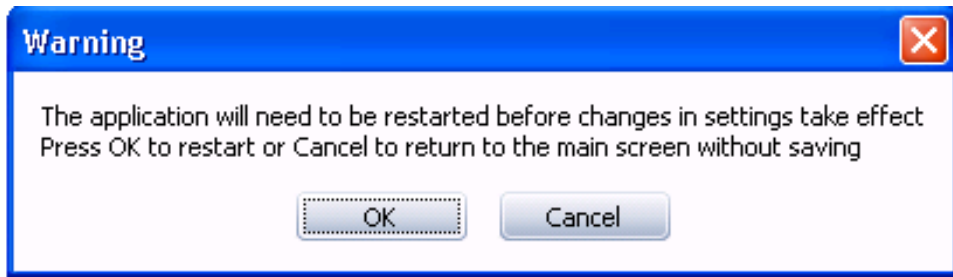 Warning
The application will need to be restarted before changes in settings take effect
Press OK to restart or Cancel to return to the main screen without saving
OK
Cancel